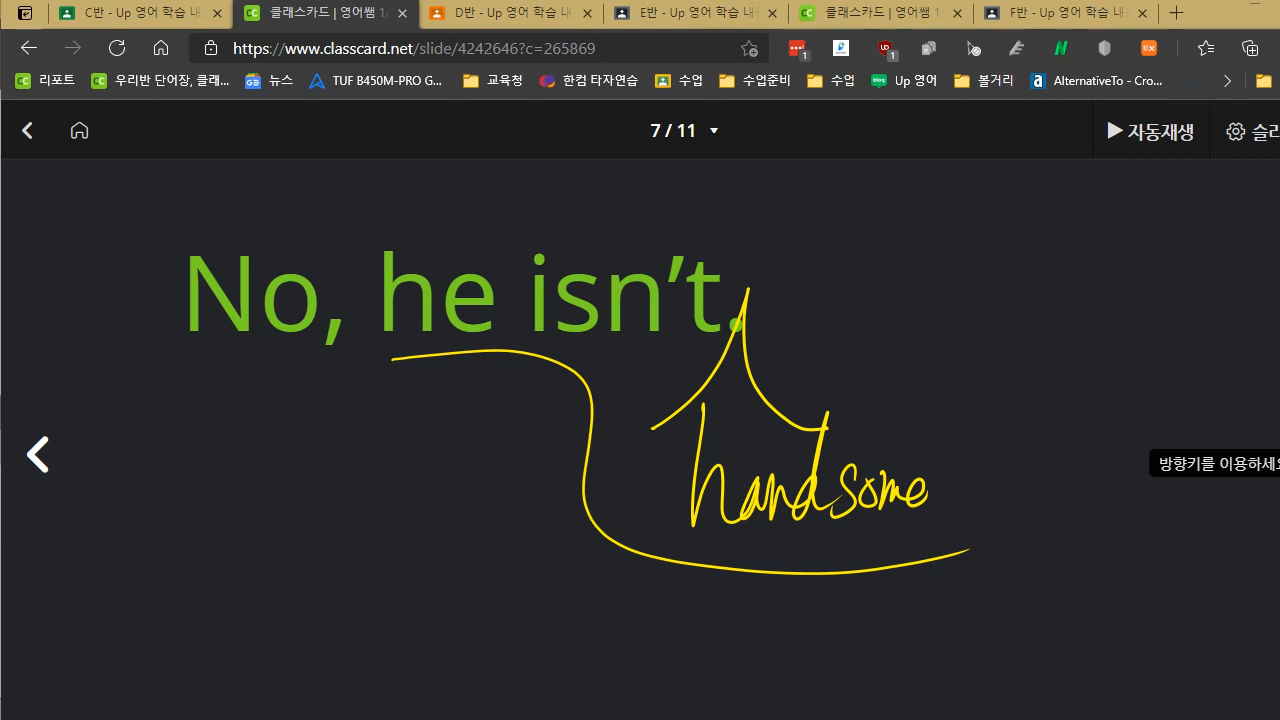 C반 - Up 영어 학습 내
클래스카드 | 영어쌤 1
D반 - Up 영어 학습 내
E반 - Up 영어 학습 내
클래스카드 | 영어쌤 1
F반 - Up 영어 학습 내
https://www.classcard.net/slide/4242646?c=265869
1
1
리포트
우리반 단어장, 클래...
뉴스
TUF B450M-PRO G...
교육청
한컴 타자연습
수업
수업준비
수업
Up 영어
볼거리
AlternativeTo - Cro...
7 / 11
자동재생
슬라
No, he isn’t.
handsome
방향키를 이용하세요